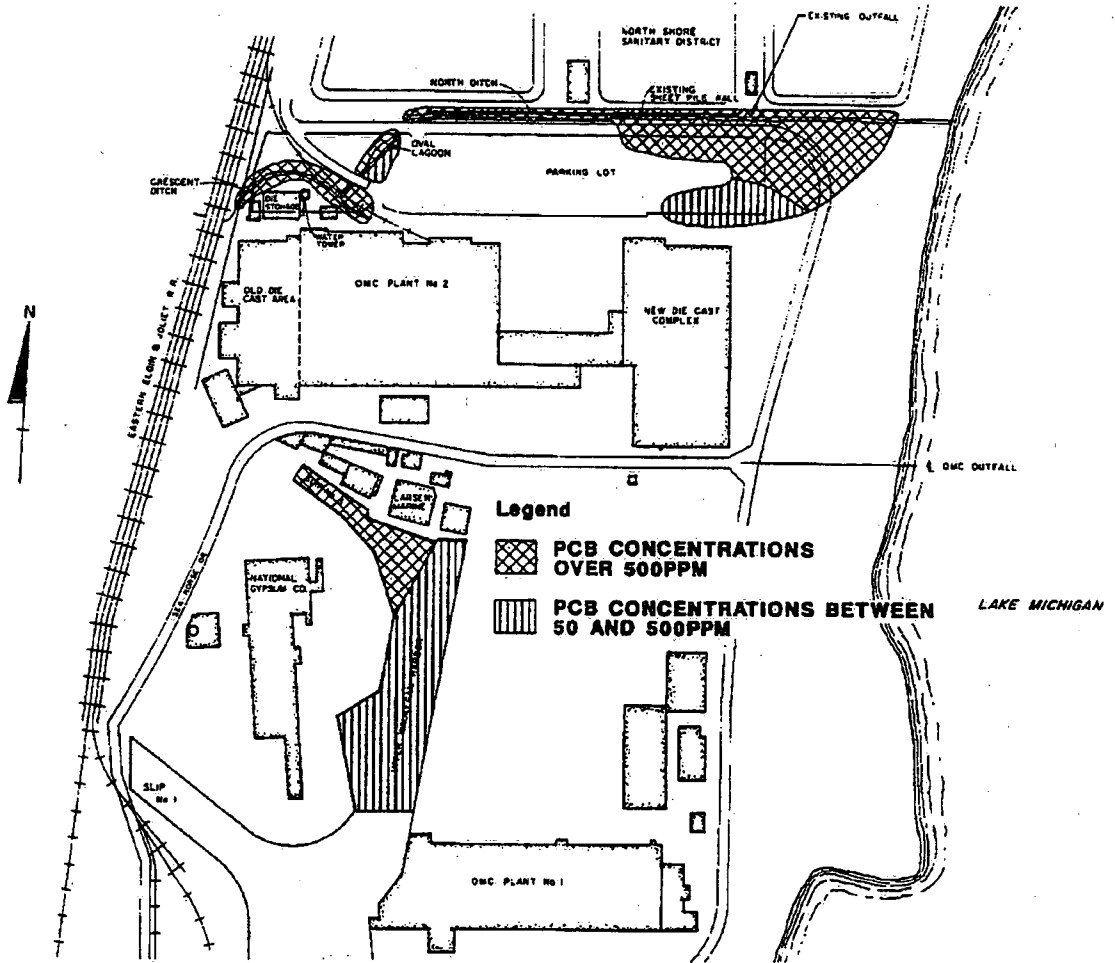 NORTH SHORE
SANITARY DISTRICT
EXISTING OUTFALL
NORTH DITCH
EXISTING
SHEET PILE WALL
OVAL
LAGOON
PARKING LOT
CRESCENT
DITCH
DIE
STORAGE
WATER
TOWER
OLD DIE
CAST AREA
OMC PLANT No 2
NEW DIE CAST
COMPLEX
N
EASTERN ELGIN & JOLIET R.R.
OMC OUTFALL
LARSEN
MARINE
Legend
PCB CONCENTRATIONS
OVER 500PPM
PCB CONCENTRATIONS BETWEEN
50 AND 500PPM
LAKE MICHIGAN
NATIONAL
GYPSUM CO.
SEA HORSE DR.
SLIP
No 1
OMC PLANT No 1